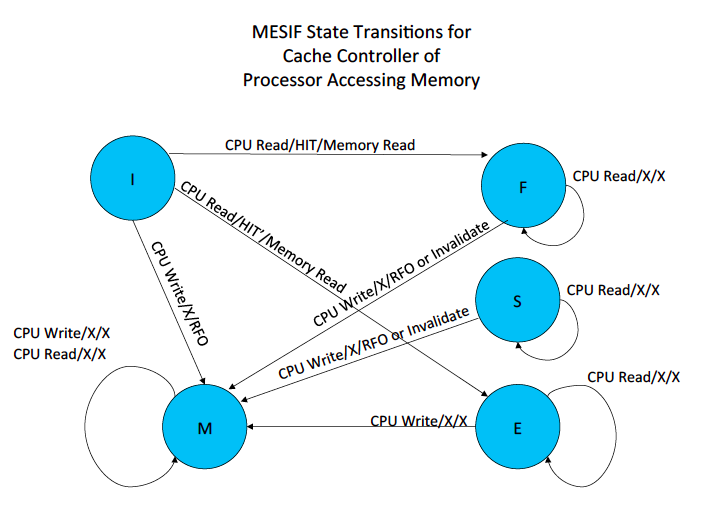 MESIF State Transitions for
Cache Controller of
Processor Accessing Memory
CPU Read/HIT/Memory Read
I
F
CPU Read/X/X
CPU Read/HIT'/Memory Read
CPU Write/X/RFO
CPU Write/X/RFO or Invalidate
S
CPU Read/X/X
CPU Write/X/RFO or Invalidate
CPU Write/X/X
CPU Read/X/X
CPU Read/X/X
M
CPU Write/X/X
E